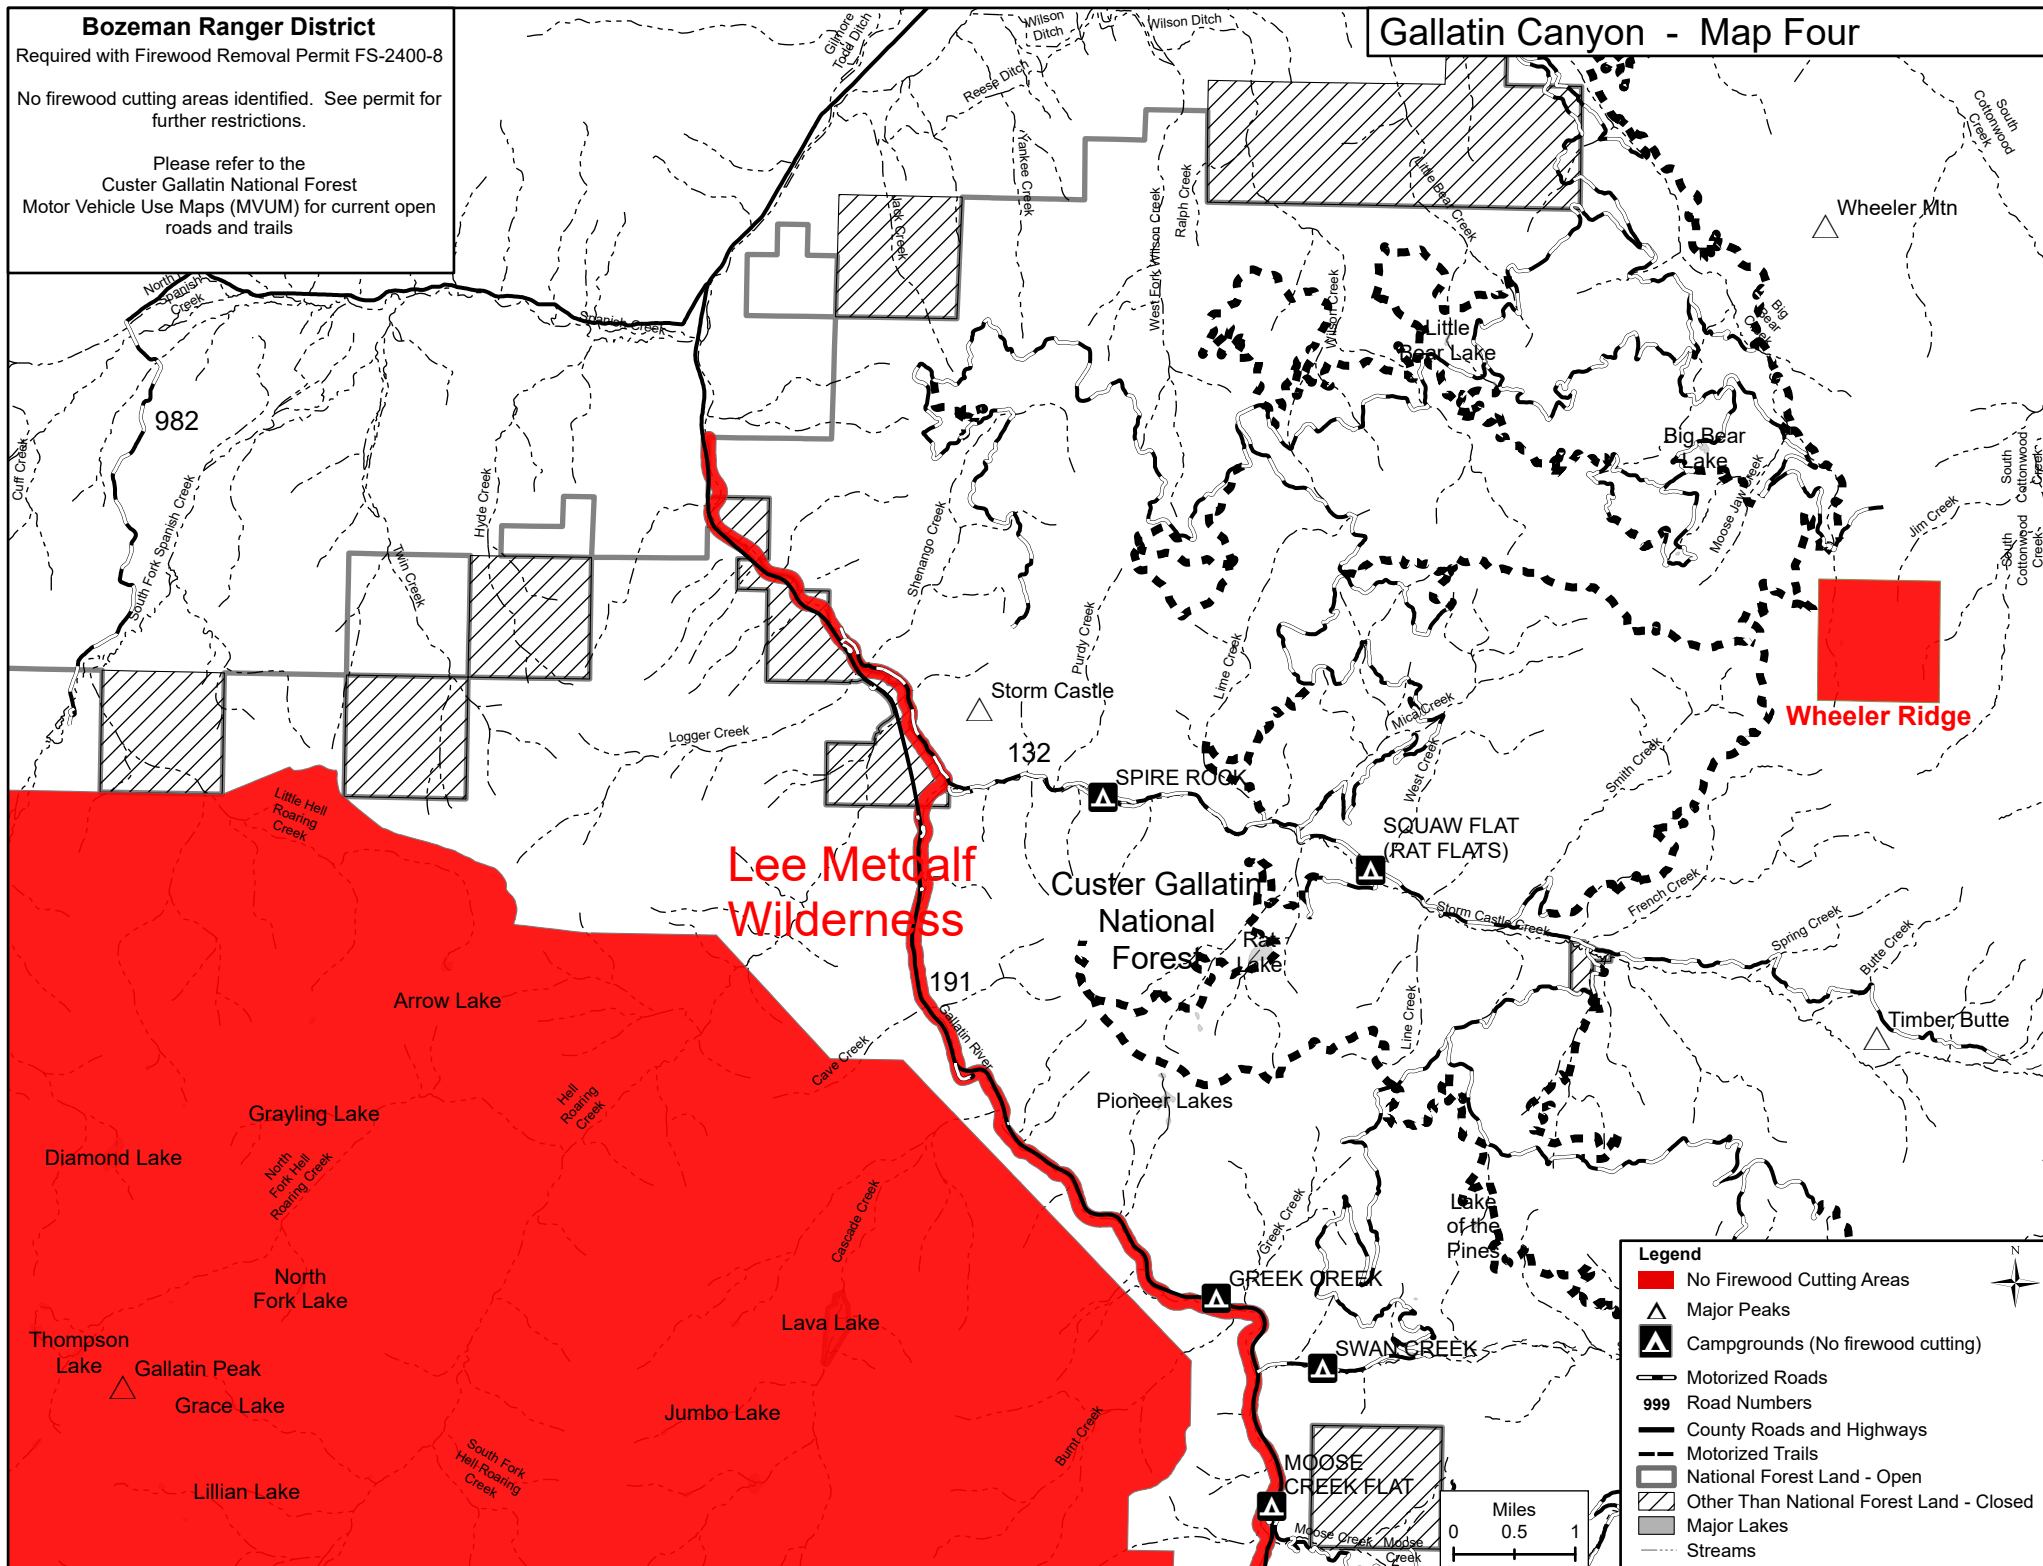 Bozeman Ranger District
Required with Firewood Removal Permit FS-2400-8
No firewood cutting areas identified. See permit for
further restrictions.
Please refer to the
Custer Gallatin National Forest
Motor Vehicle Use Maps (MVUM) for current open
roads and trails
Gallatin Canyon - Map Four
Gilmore
Todd Ditch
Wilson
Ditch
Wilson Ditch
Reese Ditch
South
Cottonwood
Creek
Yankee Creek
Jack Creek
West Fork Wilson Creek
Ralph Creek
Little Bear Creek
Wheeler Mtn
North
Spanish
Creek
Spanish Creek
Wilson Creek
Little
Bear Lake
Big
Bear
Creek
982
Cuff Creek
South Fork Spanish Creek
Hyde Creek
Twin Creek
Big Bear
Lake
Moose Jaw Creek
South
Cottonwood
Creek
Jim Creek
South
Cottonwood
Creek
Shenango Creek
Purdy Creek
Lime Creek
Storm Castle
Logger Creek
132
Mica Creek
West Creek
Smith Creek
Wheeler Ridge
SPIRE ROCK
Little Hell
Roaring
Creek
SQUAW FLAT
(RAT FLATS)
Lee Metcalf
Wilderness
Custer Gallatin
National
Forest
French Creek
Storm Castle Creek
Spring Creek
Butte Creek
Rat
Lake
191
Arrow Lake
Gallatin River
Line Creek
Timber Butte
Cave Creek
Pioneer Lakes
Grayling Lake
Hell
Roaring
Creek
Diamond Lake
North
Fork Hell
Roaring Creek
Cascade Creek
Greek Creek
Lake
of the
Pines
North
Fork Lake
GREEK CREEK
Lava Lake
Thompson
Lake
Gallatin Peak
Grace Lake
SWAN CREEK
Jumbo Lake
Burnt Creek
South Fork
Hell Roaring
Creek
Lillian Lake
MOOSE
CREEK FLAT
Moose Creek
Moose
Creek
Miles
0 0.5 1
Legend
N
No Firewood Cutting Areas
Major Peaks
Campgrounds (No firewood cutting)
Motorized Roads
999 Road Numbers
County Roads and Highways
Motorized Trails
National Forest Land - Open
Other Than National Forest Land - Closed
Major Lakes
Streams